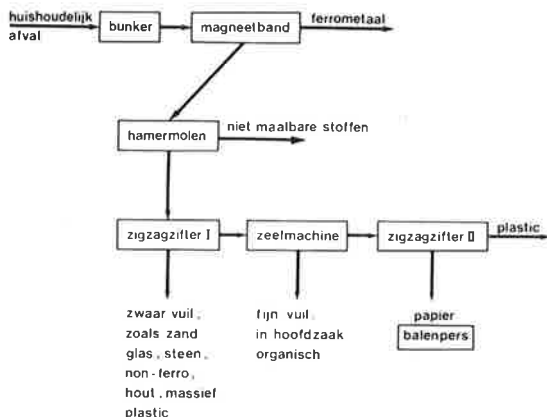 huishoudelijk
afval
bunker
magneetband
ferrometaal
hamermolen
niet maalbare stoffen
zigzagzifter I
zeefmachine
zigzagzifter II
plastic
zwaar vuil,
zoals zand
glas, steen,
non-ferro,
hout, massief
plastic
fijn vuil,
in hoofdzaak
organisch
papier
balenpers